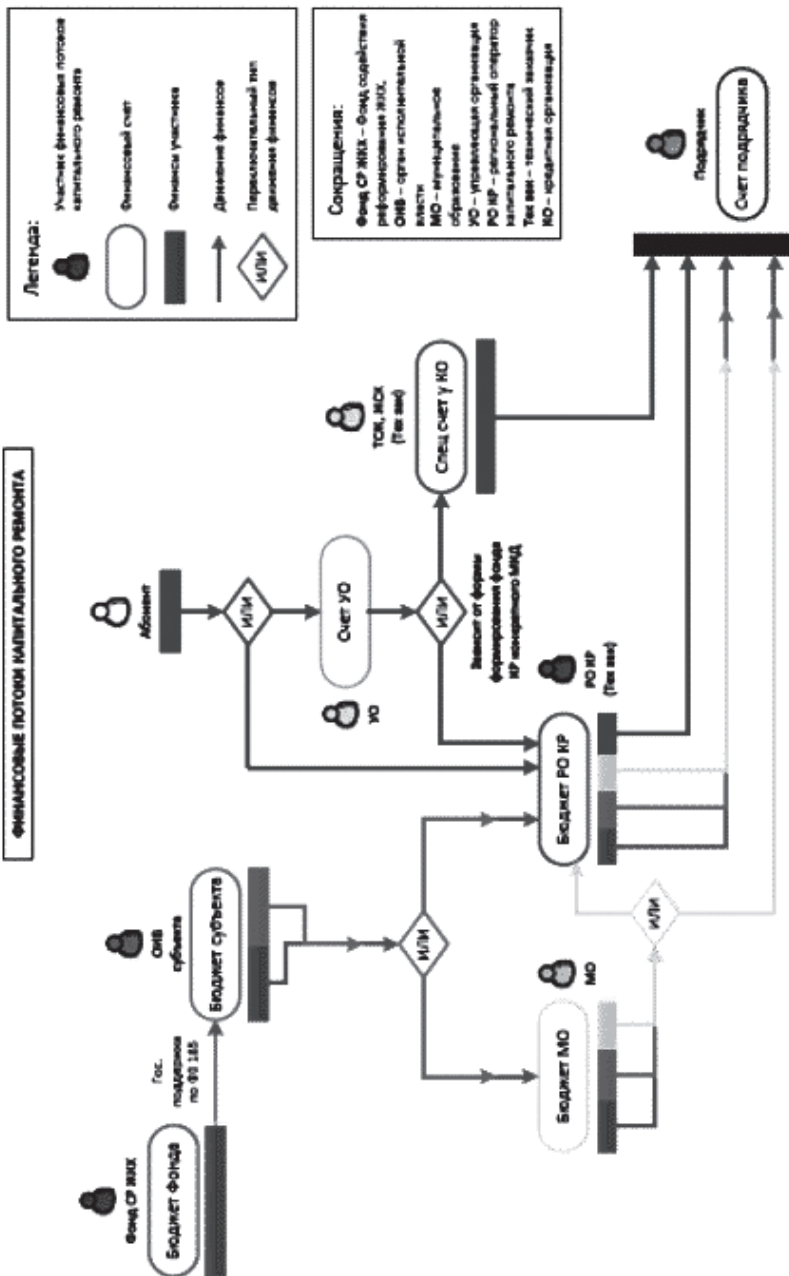 ФИНАНСОВЫЕ ПОТОКИ КАПИТАЛЬНОГО РЕМОНТА
Легенда:
Участник финансовых потоков
капитального ремонта
Финансовый счет
Финансы участника
Движение финансов
ИЛИ
Переключательный тип
движения финансов
Сокращения:
Фонд СР ЖКХ – Фонд содействия
реформированию ЖКХ,
ОИВ – орган исполнительной
власти
МО – муниципальное
образование
УО – управляющая организация
РО КР – региональный оператор
капитального ремонта
Тех зак – технический заказчик
КО – кредитная организация
Фонд СР ЖКХ
Бюджет Фонда
Гос.
поддержка
по ФЗ 185
ОИВ
субъекта
Бюджет субъекта
ИЛИ
Абонент
ИЛИ
УО
Счет УО
ИЛИ
Зависит от формы
формирования фонда
КР конкретного МКД
ТСЖ, ЖСК
(Тех зак)
Спец счет у КО
МО
Бюджет МО
ИЛИ
РО КР
(Тех зак)
Бюджет РО КР
Подрядчик
Счет подрядчика